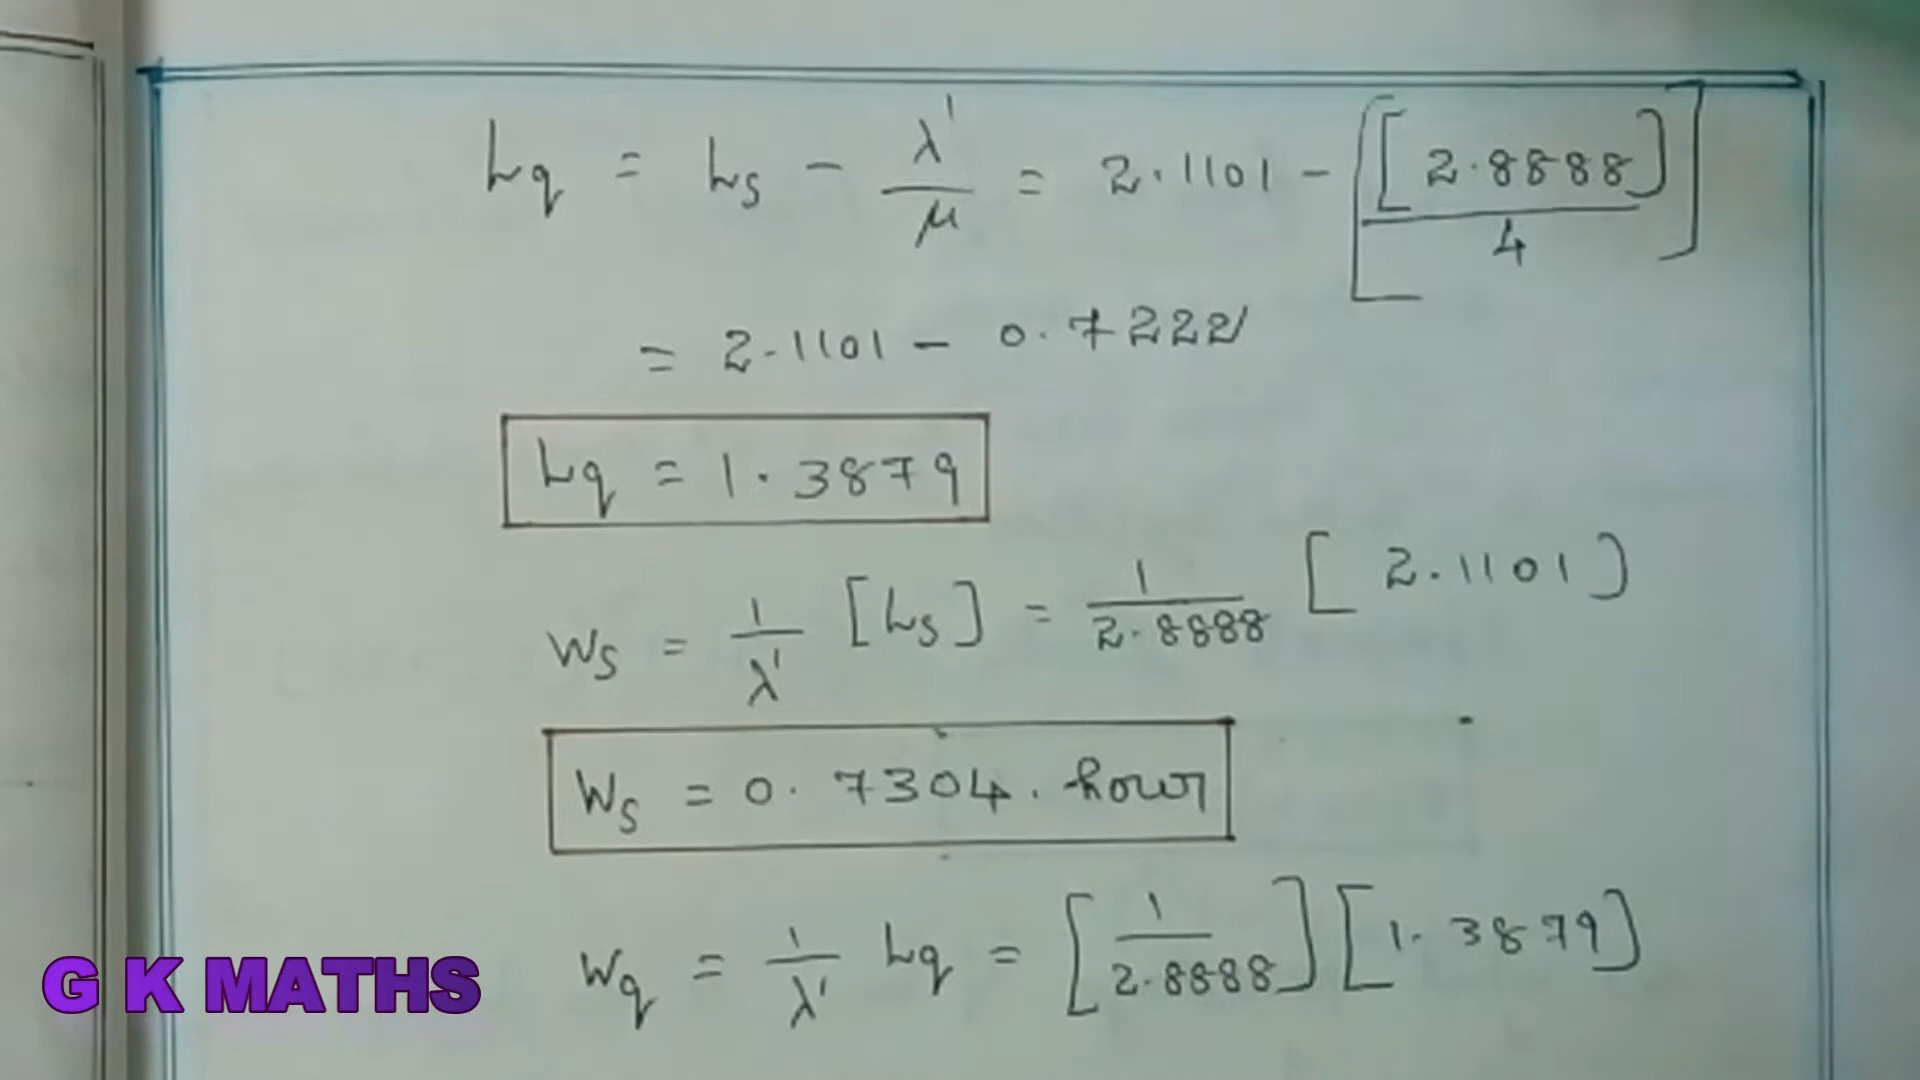 Lq = Ls - λ'/μ = 2.1101 - [[2.8888]/4]
= 2.1101 - 0.7222
Lq = 1.3879
Ws = 1/λ' [Ls] = 1/2.8888 [2.1101]
Ws = 0.7304. hour
Wq = 1/λ' Lq = [1/2.8888][1.3879]
G K MATHS